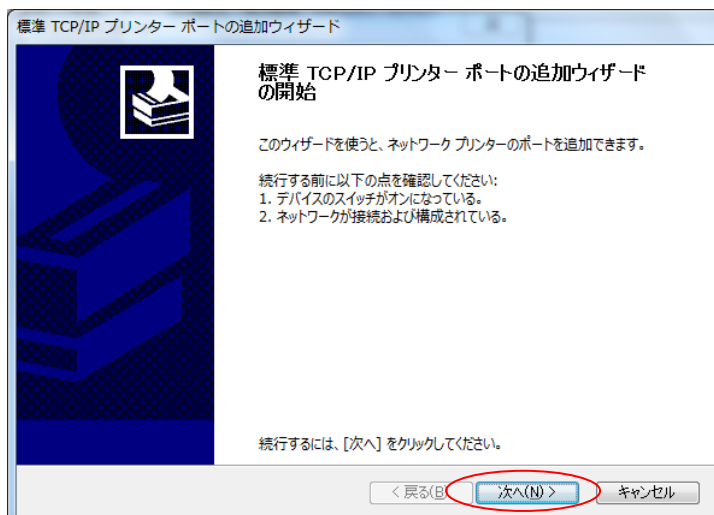 標準 TCP/IP プリンター ポートの追加ウィザード
標準 TCP/IP プリンター ポートの追加ウィザード
の開始
このウィザードを使うと、ネットワーク プリンターのポートを追加できます。
続行する前に以下の点を確認してください:
1. デバイスのスイッチがオンになっている。
2. ネットワークが接続および構成されている。
続行するには、[次へ] をクリックしてください。
< 戻る(B)
次へ(N) >
キャンセル